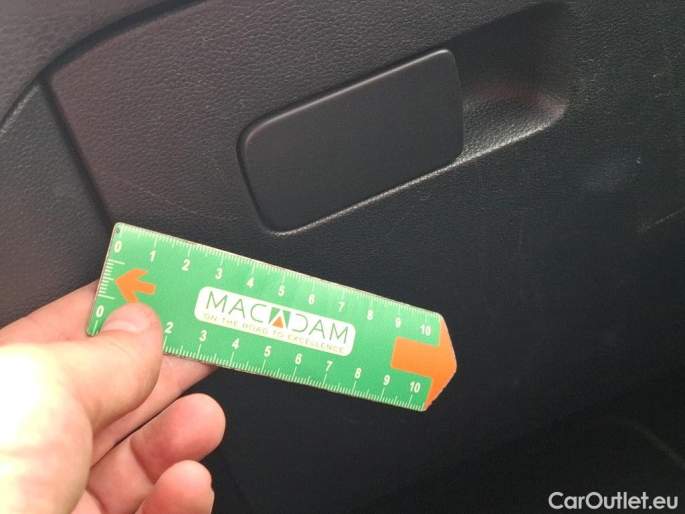 0 1 2 3 4 5 6 7 8 9 10
MACADAM
ON THE ROAD TO EXCELLENCE
0 2 3 4 5 6 7 8 9 10
CarOutlet.eu